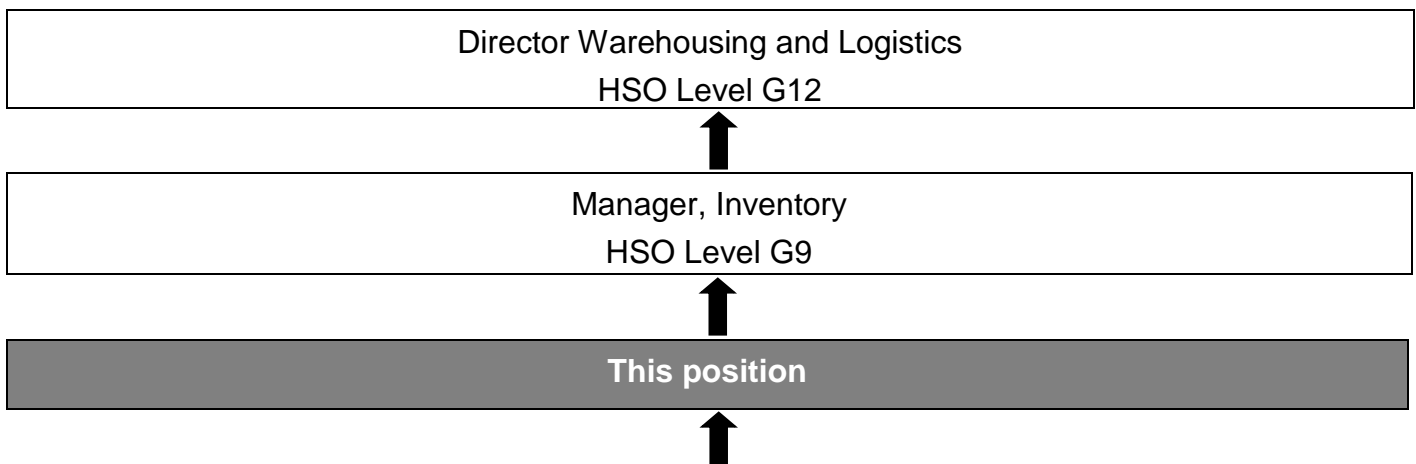 Director Warehousing and Logistics
HSO Level G12
Manager, Inventory
HSO Level G9
This position